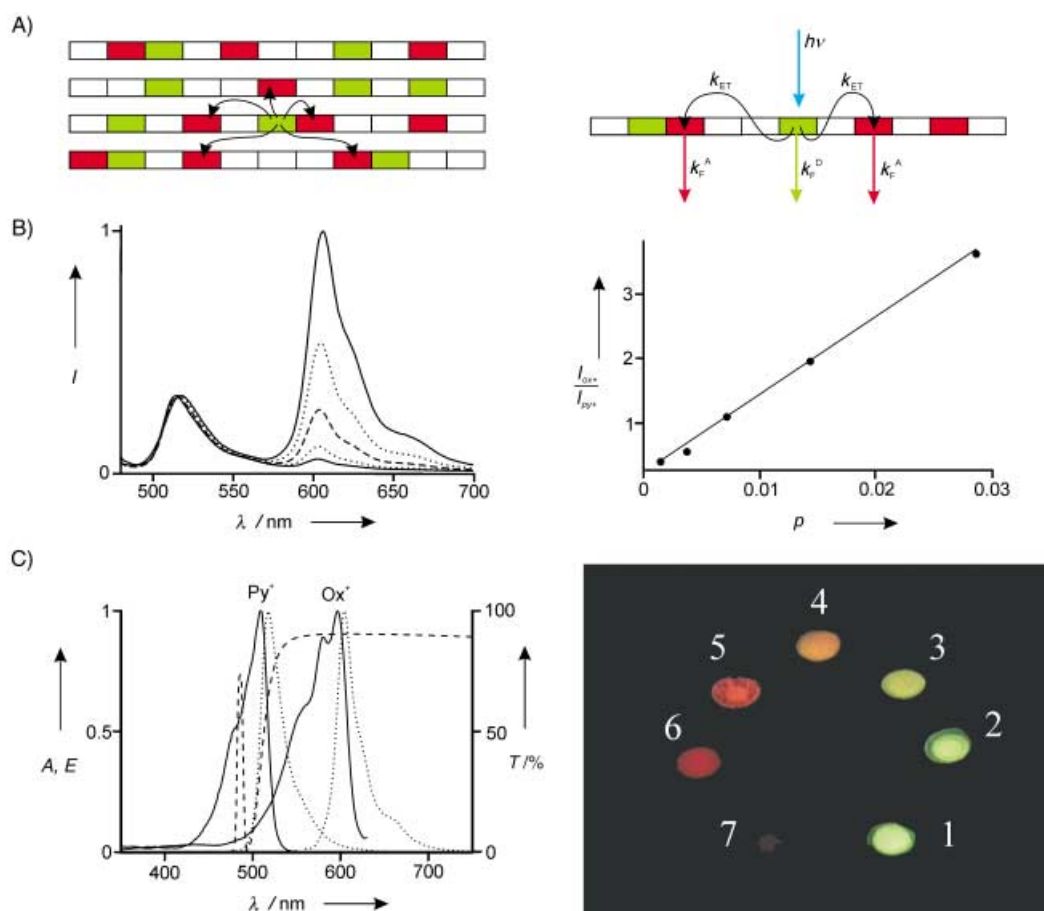 A)
hν
k_ET k_ET
k_F^A k_F^D k_F^A
B)
1
I
0
500 550 600 650 700
λ / nm
3
2
1
I_ox+ / I_py+
0 0.01 0.02 0.03
p
C)
Py⁺ Ox⁺
1 100
0.5 50
A, E T /%
0 0
400 500 600 700
λ / nm
4
5 3
6 2
7 1